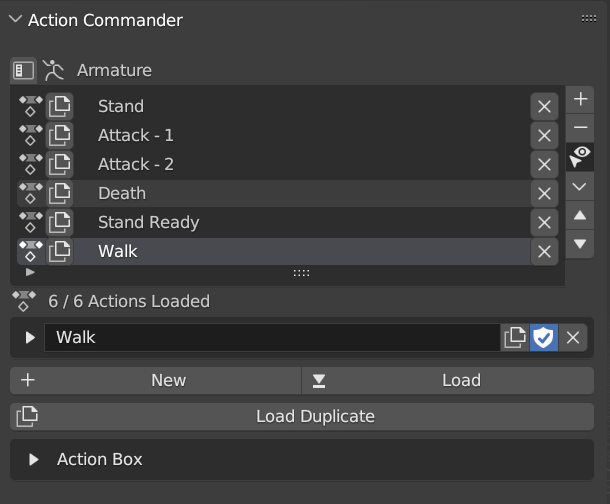 Action Commander
Armature
Stand
Attack - 1
Attack - 2
Death
Stand Ready
Walk
6 / 6 Actions Loaded
Walk
New Load
Load Duplicate
Action Box